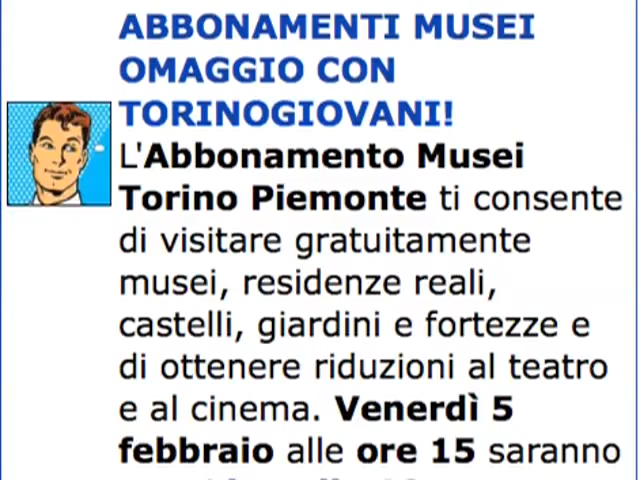 ABBONAMENTI MUSEI
OMAGGIO CON
TORINOGIOVANI!
L'Abbonamento Musei
Torino Piemonte ti consente
di visitare gratuitamente
musei, residenze reali,
castelli, giardini e fortezze e
di ottenere riduzioni al teatro
e al cinema. Venerdì 5
febbraio alle ore 15 saranno